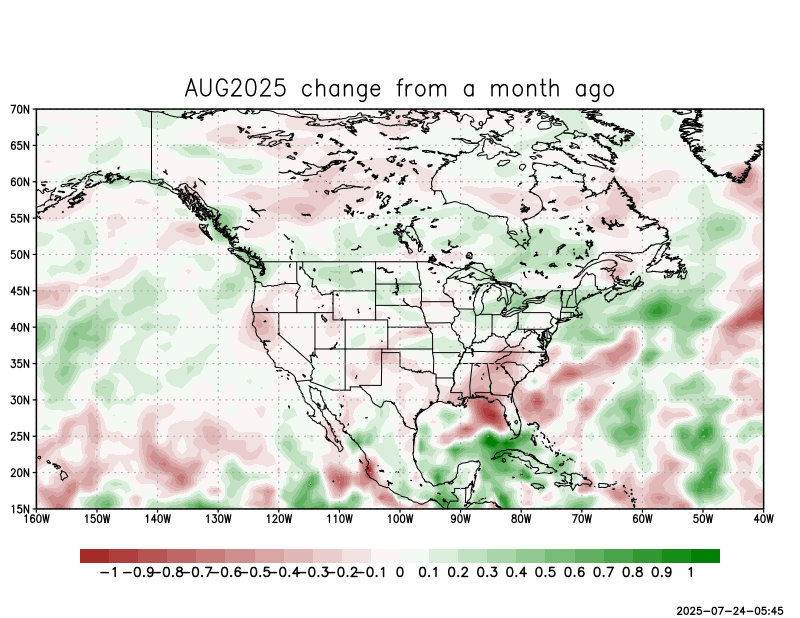 AUG2025 change from a month ago
70N
65N
60N
55N
50N
45N
40N
35N
30N
25N
20N
15N
160W 150W 140W 130W 120W 110W 100W 90W 80W 70W 60W 50W 40W
-1 -0.9 -0.8 -0.7 -0.6 -0.5 -0.4 -0.3 -0.2 -0.1 0 0.1 0.2 0.3 0.4 0.5 0.6 0.7 0.8 0.9 1
2025-07-24-05:45